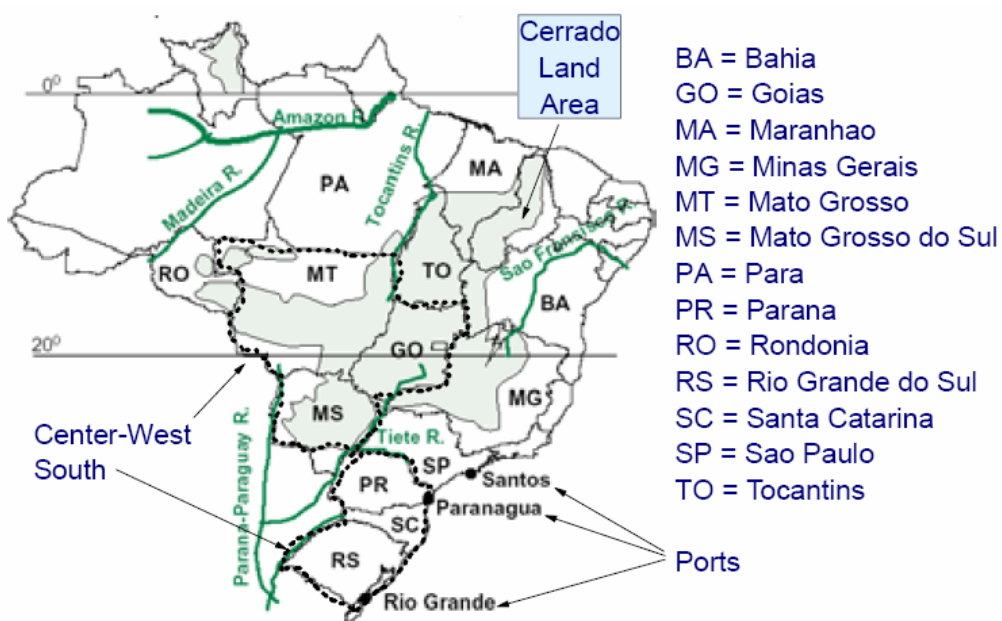 Cerrado
Land
Area
0⁰
Amazon R.
Madeira R.
Tocantins R.
PA
MA
Sao Francisco R.
RO
MT
TO
BA
20⁰
GO
MS
MG
Center-West
South
Parana-Paraguay R.
Tiete R.
SP
PR
Santos
Paranagua
SC
RS
Rio Grande
Ports
BA = Bahia
GO = Goias
MA = Maranhao
MG = Minas Gerais
MT = Mato Grosso
MS = Mato Grosso do Sul
PA = Para
PR = Parana
RO = Rondonia
RS = Rio Grande do Sul
SC = Santa Catarina
SP = Sao Paulo
TO = Tocantins